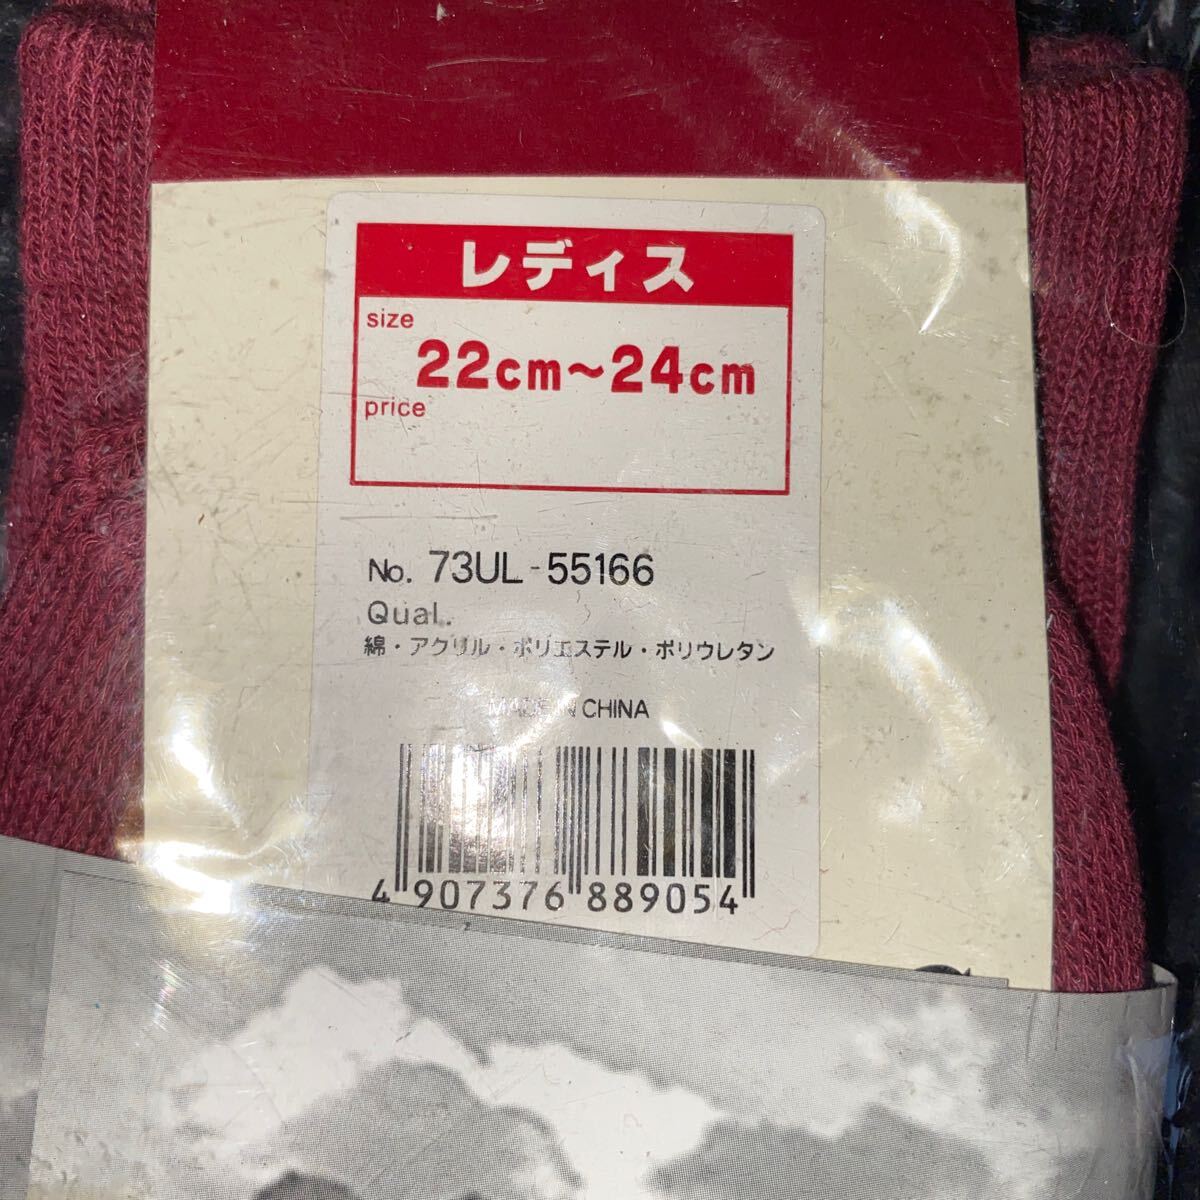 レディス
size
22cm~24cm
price
No. 73UL-55166
Qual.
綿・アクリル・ポリエステル・ポリウレタン
MADE IN CHINA
4 907376 889054